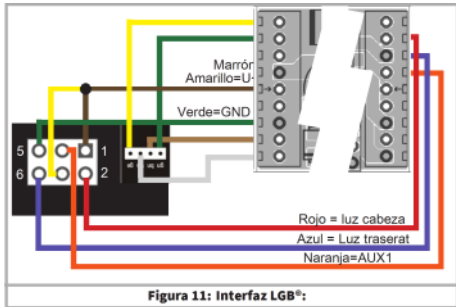 Marrón
Amarillo=U+
Verde=GND
5
1
6
2
Rojo = luz cabeza
Azul = Luz traserat
Naranja=AUX1
Figura 11: Interfaz LGB®: